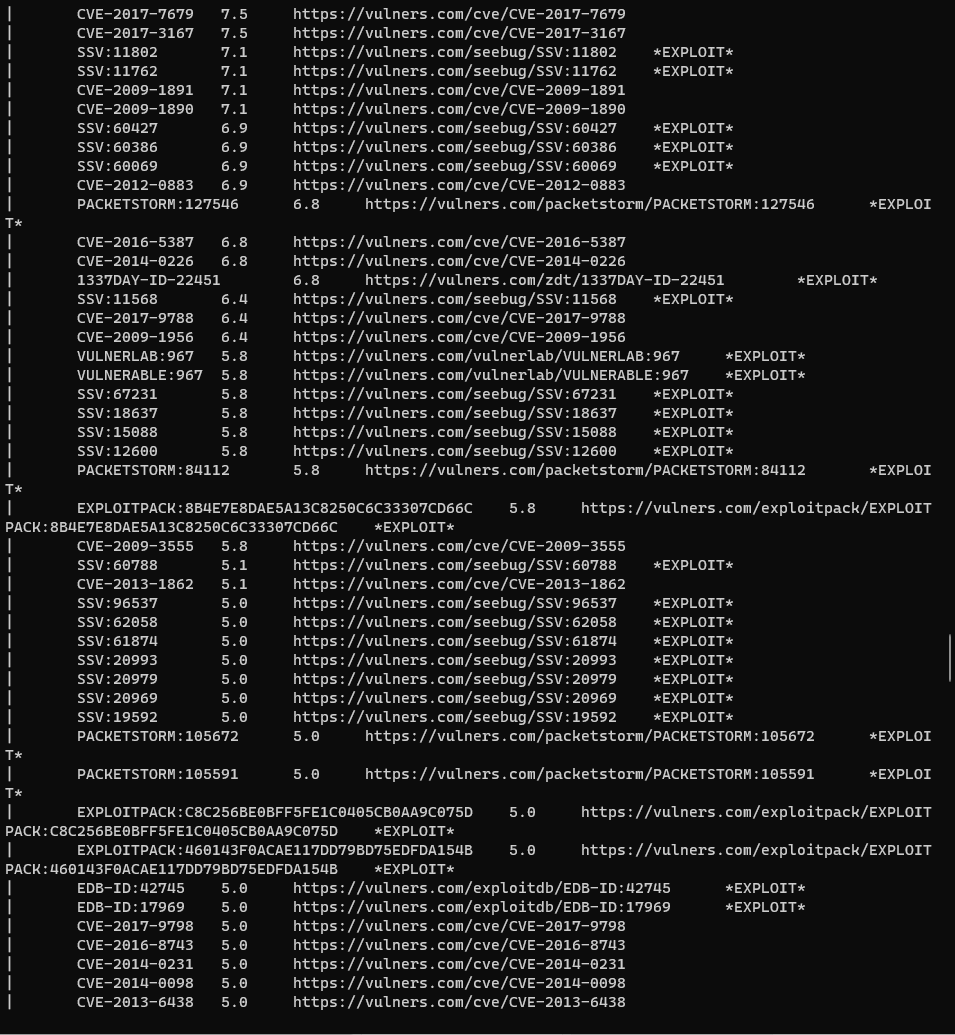 |       CVE-2017-7679   7.5     https://vulners.com/cve/CVE-2017-7679
|       CVE-2017-3167   7.5     https://vulners.com/cve/CVE-2017-3167
|       SSV:11802       7.1     https://vulners.com/seebug/SSV:11802    *EXPLOIT*
|       SSV:11762       7.1     https://vulners.com/seebug/SSV:11762    *EXPLOIT*
|       CVE-2009-1891   7.1     https://vulners.com/cve/CVE-2009-1891
|       CVE-2009-1890   7.1     https://vulners.com/cve/CVE-2009-1890
|       SSV:60427       6.9     https://vulners.com/seebug/SSV:60427    *EXPLOIT*
|       SSV:60386       6.9     https://vulners.com/seebug/SSV:60386    *EXPLOIT*
|       SSV:60069       6.9     https://vulners.com/seebug/SSV:60069    *EXPLOIT*
|       CVE-2012-0883   6.9     https://vulners.com/cve/CVE-2012-0883
|       PACKETSTORM:127546      6.8     https://vulners.com/packetstorm/PACKETSTORM:127546      *EXPLOI
T*
|       CVE-2016-5387   6.8     https://vulners.com/cve/CVE-2016-5387
|       CVE-2014-0226   6.8     https://vulners.com/cve/CVE-2014-0226
|       1337DAY-ID-22451        6.8     https://vulners.com/zdt/1337DAY-ID-22451        *EXPLOIT*
|       SSV:11568       6.4     https://vulners.com/seebug/SSV:11568    *EXPLOIT*
|       CVE-2017-9788   6.4     https://vulners.com/cve/CVE-2017-9788
|       CVE-2009-1956   6.4     https://vulners.com/cve/CVE-2009-1956
|       VULNERLAB:967   5.8     https://vulners.com/vulnerlab/VULNERLAB:967     *EXPLOIT*
|       VULNERABLE:967  5.8     https://vulners.com/vulnerlab/VULNERABLE:967    *EXPLOIT*
|       SSV:67231       5.8     https://vulners.com/seebug/SSV:67231    *EXPLOIT*
|       SSV:18637       5.8     https://vulners.com/seebug/SSV:18637    *EXPLOIT*
|       SSV:15088       5.8     https://vulners.com/seebug/SSV:15088    *EXPLOIT*
|       SSV:12600       5.8     https://vulners.com/seebug/SSV:12600    *EXPLOIT*
|       PACKETSTORM:84112       5.8     https://vulners.com/packetstorm/PACKETSTORM:84112       *EXPLOI
T*
|       EXPLOITPACK:8B4E7E8DAE5A13C8250C6C33307CD66C    5.8     https://vulners.com/exploitpack/EXPLOIT
PACK:8B4E7E8DAE5A13C8250C6C33307CD66C    *EXPLOIT*
|       CVE-2009-3555   5.8     https://vulners.com/cve/CVE-2009-3555
|       SSV:60788       5.1     https://vulners.com/seebug/SSV:60788    *EXPLOIT*
|       CVE-2013-1862   5.1     https://vulners.com/cve/CVE-2013-1862
|       SSV:96537       5.0     https://vulners.com/seebug/SSV:96537    *EXPLOIT*
|       SSV:62058       5.0     https://vulners.com/seebug/SSV:62058    *EXPLOIT*
|       SSV:61874       5.0     https://vulners.com/seebug/SSV:61874    *EXPLOIT*
|       SSV:20993       5.0     https://vulners.com/seebug/SSV:20993    *EXPLOIT*
|       SSV:20979       5.0     https://vulners.com/seebug/SSV:20979    *EXPLOIT*
|       SSV:20969       5.0     https://vulners.com/seebug/SSV:20969    *EXPLOIT*
|       SSV:19592       5.0     https://vulners.com/seebug/SSV:19592    *EXPLOIT*
|       PACKETSTORM:105672      5.0     https://vulners.com/packetstorm/PACKETSTORM:105672      *EXPLOI
T*
|       PACKETSTORM:105591      5.0     https://vulners.com/packetstorm/PACKETSTORM:105591      *EXPLOI
T*
|       EXPLOITPACK:C8C256BE0BFF5FE1C0405CB0AA9C075D    5.0     https://vulners.com/exploitpack/EXPLOIT
PACK:C8C256BE0BFF5FE1C0405CB0AA9C075D    *EXPLOIT*
|       EXPLOITPACK:460143F0ACAE117DD79BD75EDFDA154B    5.0     https://vulners.com/exploitpack/EXPLOIT
PACK:460143F0ACAE117DD79BD75EDFDA154B    *EXPLOIT*
|       EDB-ID:42745    5.0     https://vulners.com/exploitdb/EDB-ID:42745      *EXPLOIT*
|       EDB-ID:17969    5.0     https://vulners.com/exploitdb/EDB-ID:17969      *EXPLOIT*
|       CVE-2017-9798   5.0     https://vulners.com/cve/CVE-2017-9798
|       CVE-2016-8743   5.0     https://vulners.com/cve/CVE-2016-8743
|       CVE-2014-0231   5.0     https://vulners.com/cve/CVE-2014-0231
|       CVE-2014-0098   5.0     https://vulners.com/cve/CVE-2014-0098
|       CVE-2013-6438   5.0     https://vulners.com/cve/CVE-2013-6438